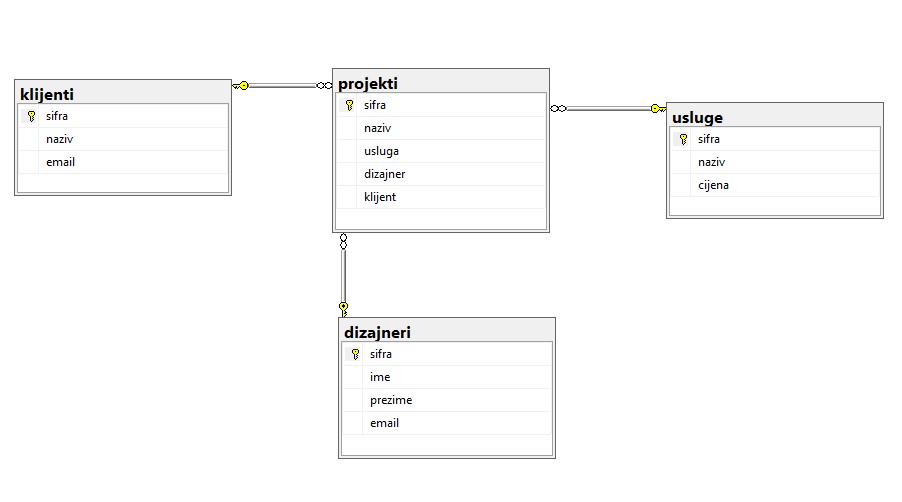 klijenti
sifra
naziv
email
projekti
sifra
naziv
usluga
dizajner
klijent
usluge
sifra
naziv
cijena
dizajneri
sifra
ime
prezime
email